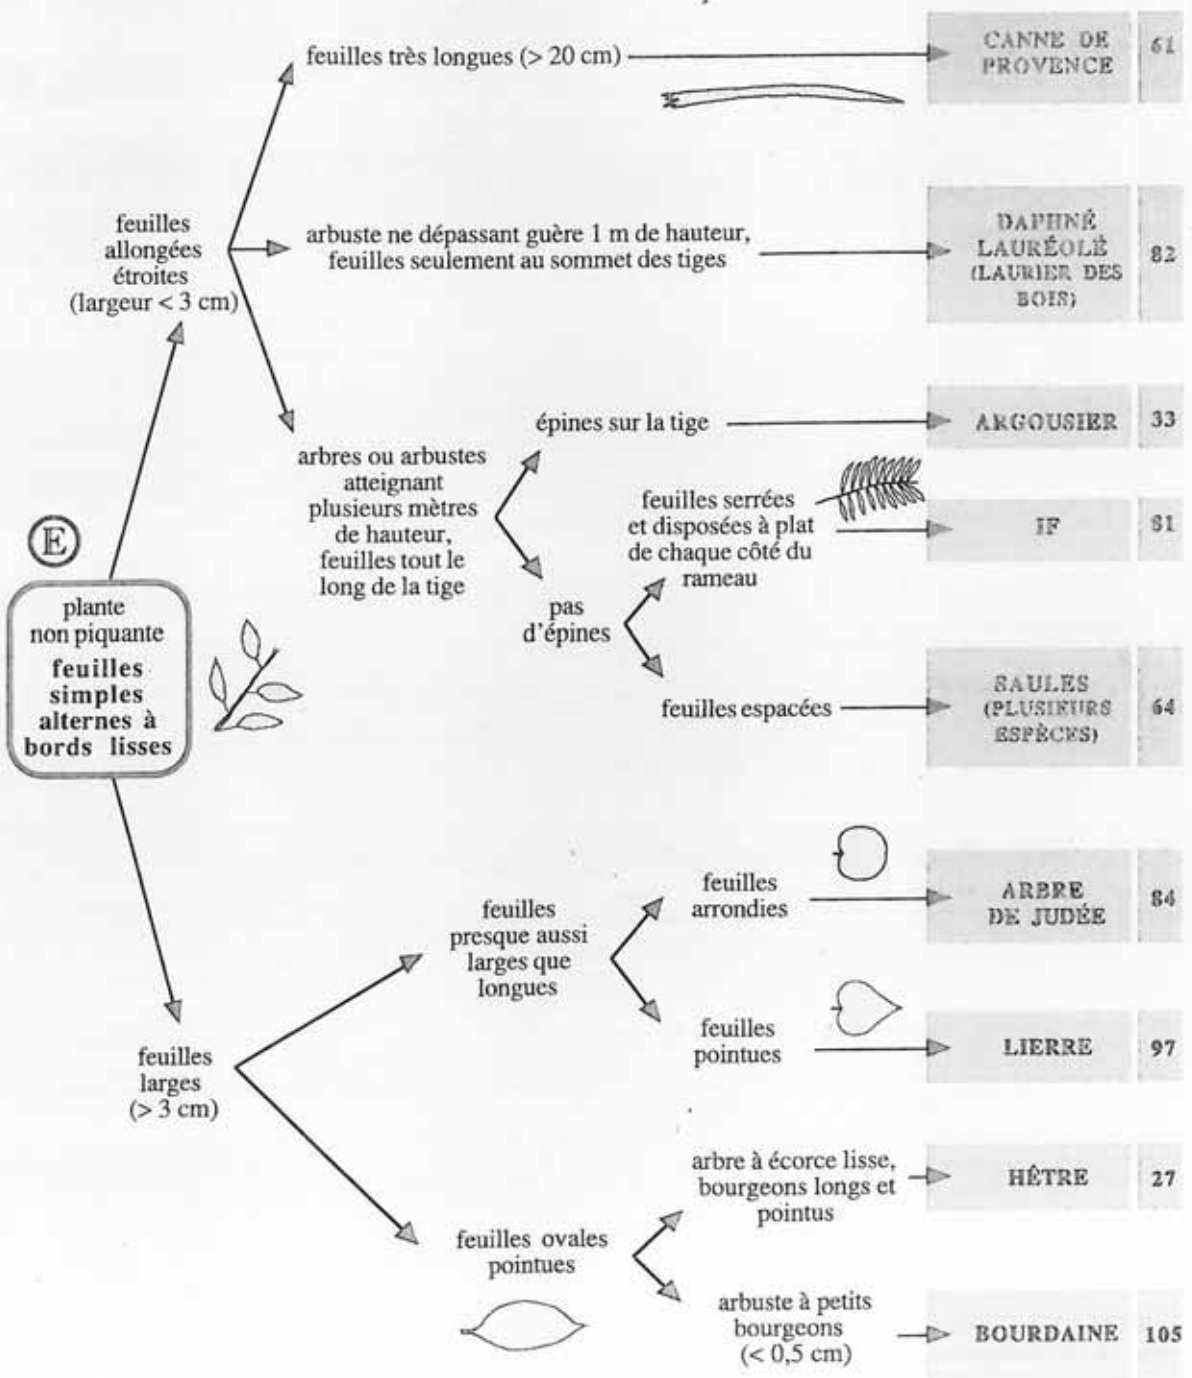 feuilles très longues (> 20 cm)
CANNE DE
PROVENCE
61
feuilles
allongées
étroites
(largeur < 3 cm)
arbuste ne dépassant guère 1 m de hauteur,
feuilles seulement au sommet des tiges
DAPHNÉ
LAURÉOLÉ
(LAURIER DES
BOIS)
82
arbres ou arbustes
atteignant
plusieurs mètres
de hauteur,
feuilles tout le
long de la tige
épines sur la tige
ARGOUSIER
33
pas
d'épines
feuilles serrées
et disposées à plat
de chaque côté du
rameau
IF
81
feuilles espacées
SAULES
(PLUSIEURS
ESPÈCES)
64
E
plante
non piquante
feuilles
simples
alternes à
bords lisses
feuilles
larges
(> 3 cm)
feuilles
presque aussi
larges que
longues
feuilles
arrondies
ARBRE
DE JUDÉE
84
feuilles
pointues
LIERRE
97
feuilles ovales
pointues
arbre à écorce lisse,
bourgeons longs et
pointus
HÊTRE
27
arbuste à petits
bourgeons
(< 0,5 cm)
BOURDAINE
105